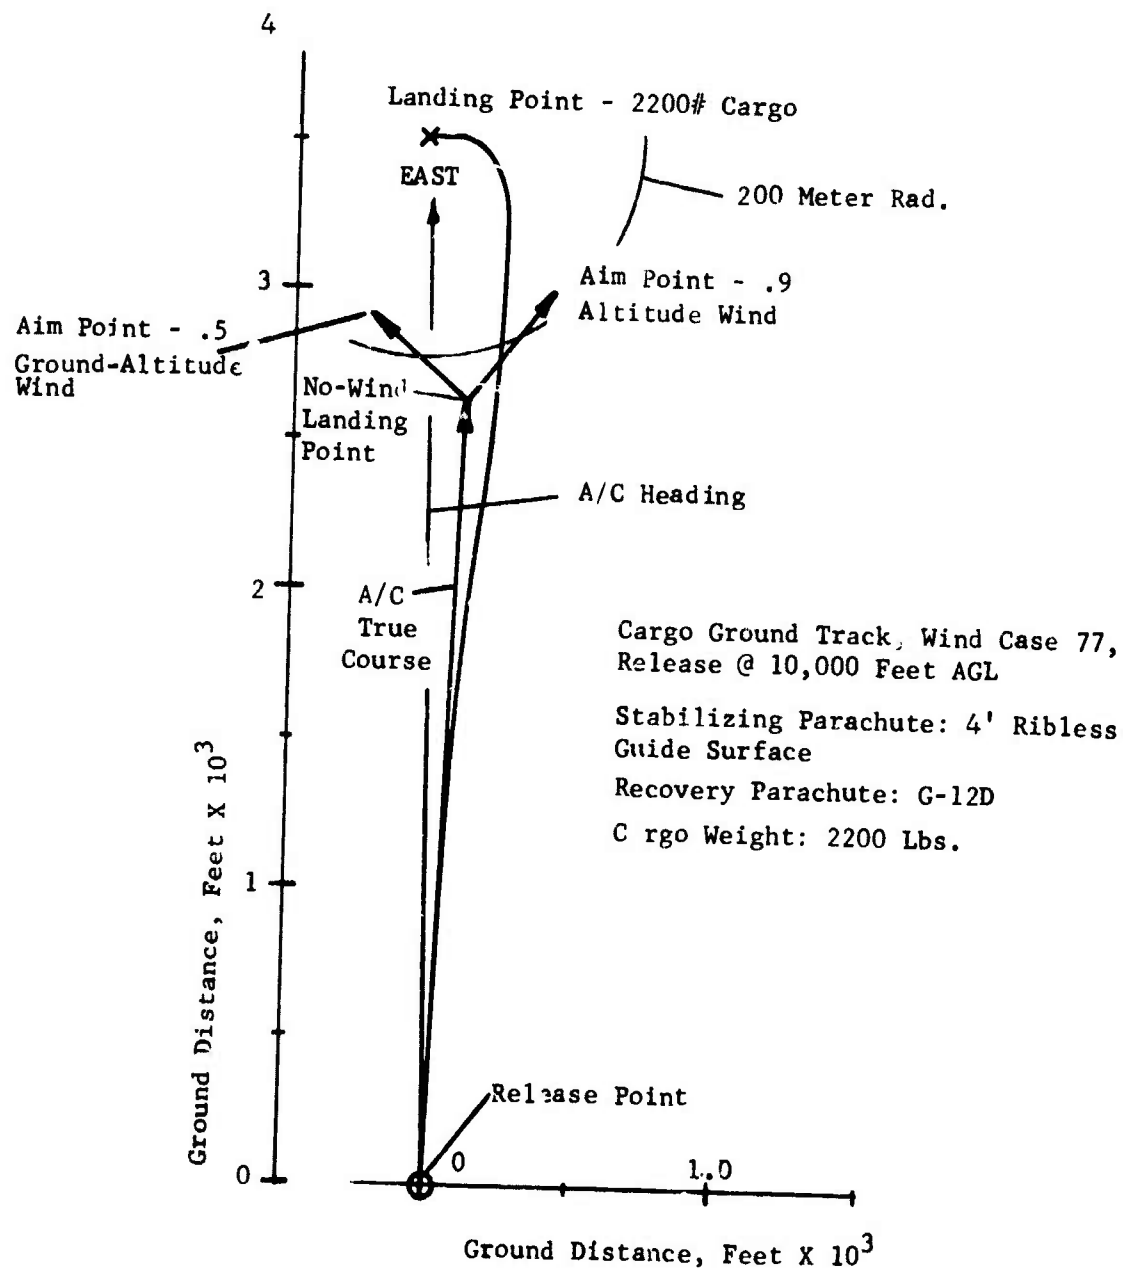 4
Landing Point - 2200# Cargo
EAST
200 Meter Rad.
3
Aim Point - .9
Altitude Wind
Aim Point - .5
Ground-Altitude
Wind
No-Wind
Landing
Point
A/C Heading
2
A/C
True
Course
Cargo Ground Track, Wind Case 77,
Release @ 10,000 Feet AGL
Stabilizing Parachute: 4' Ribless
Guide Surface
Recovery Parachute: G-12D
C rgo Weight: 2200 Lbs.
Ground Distance, Feet X 10³
1
Release Point
0
0
1.0
Ground Distance, Feet X 10³